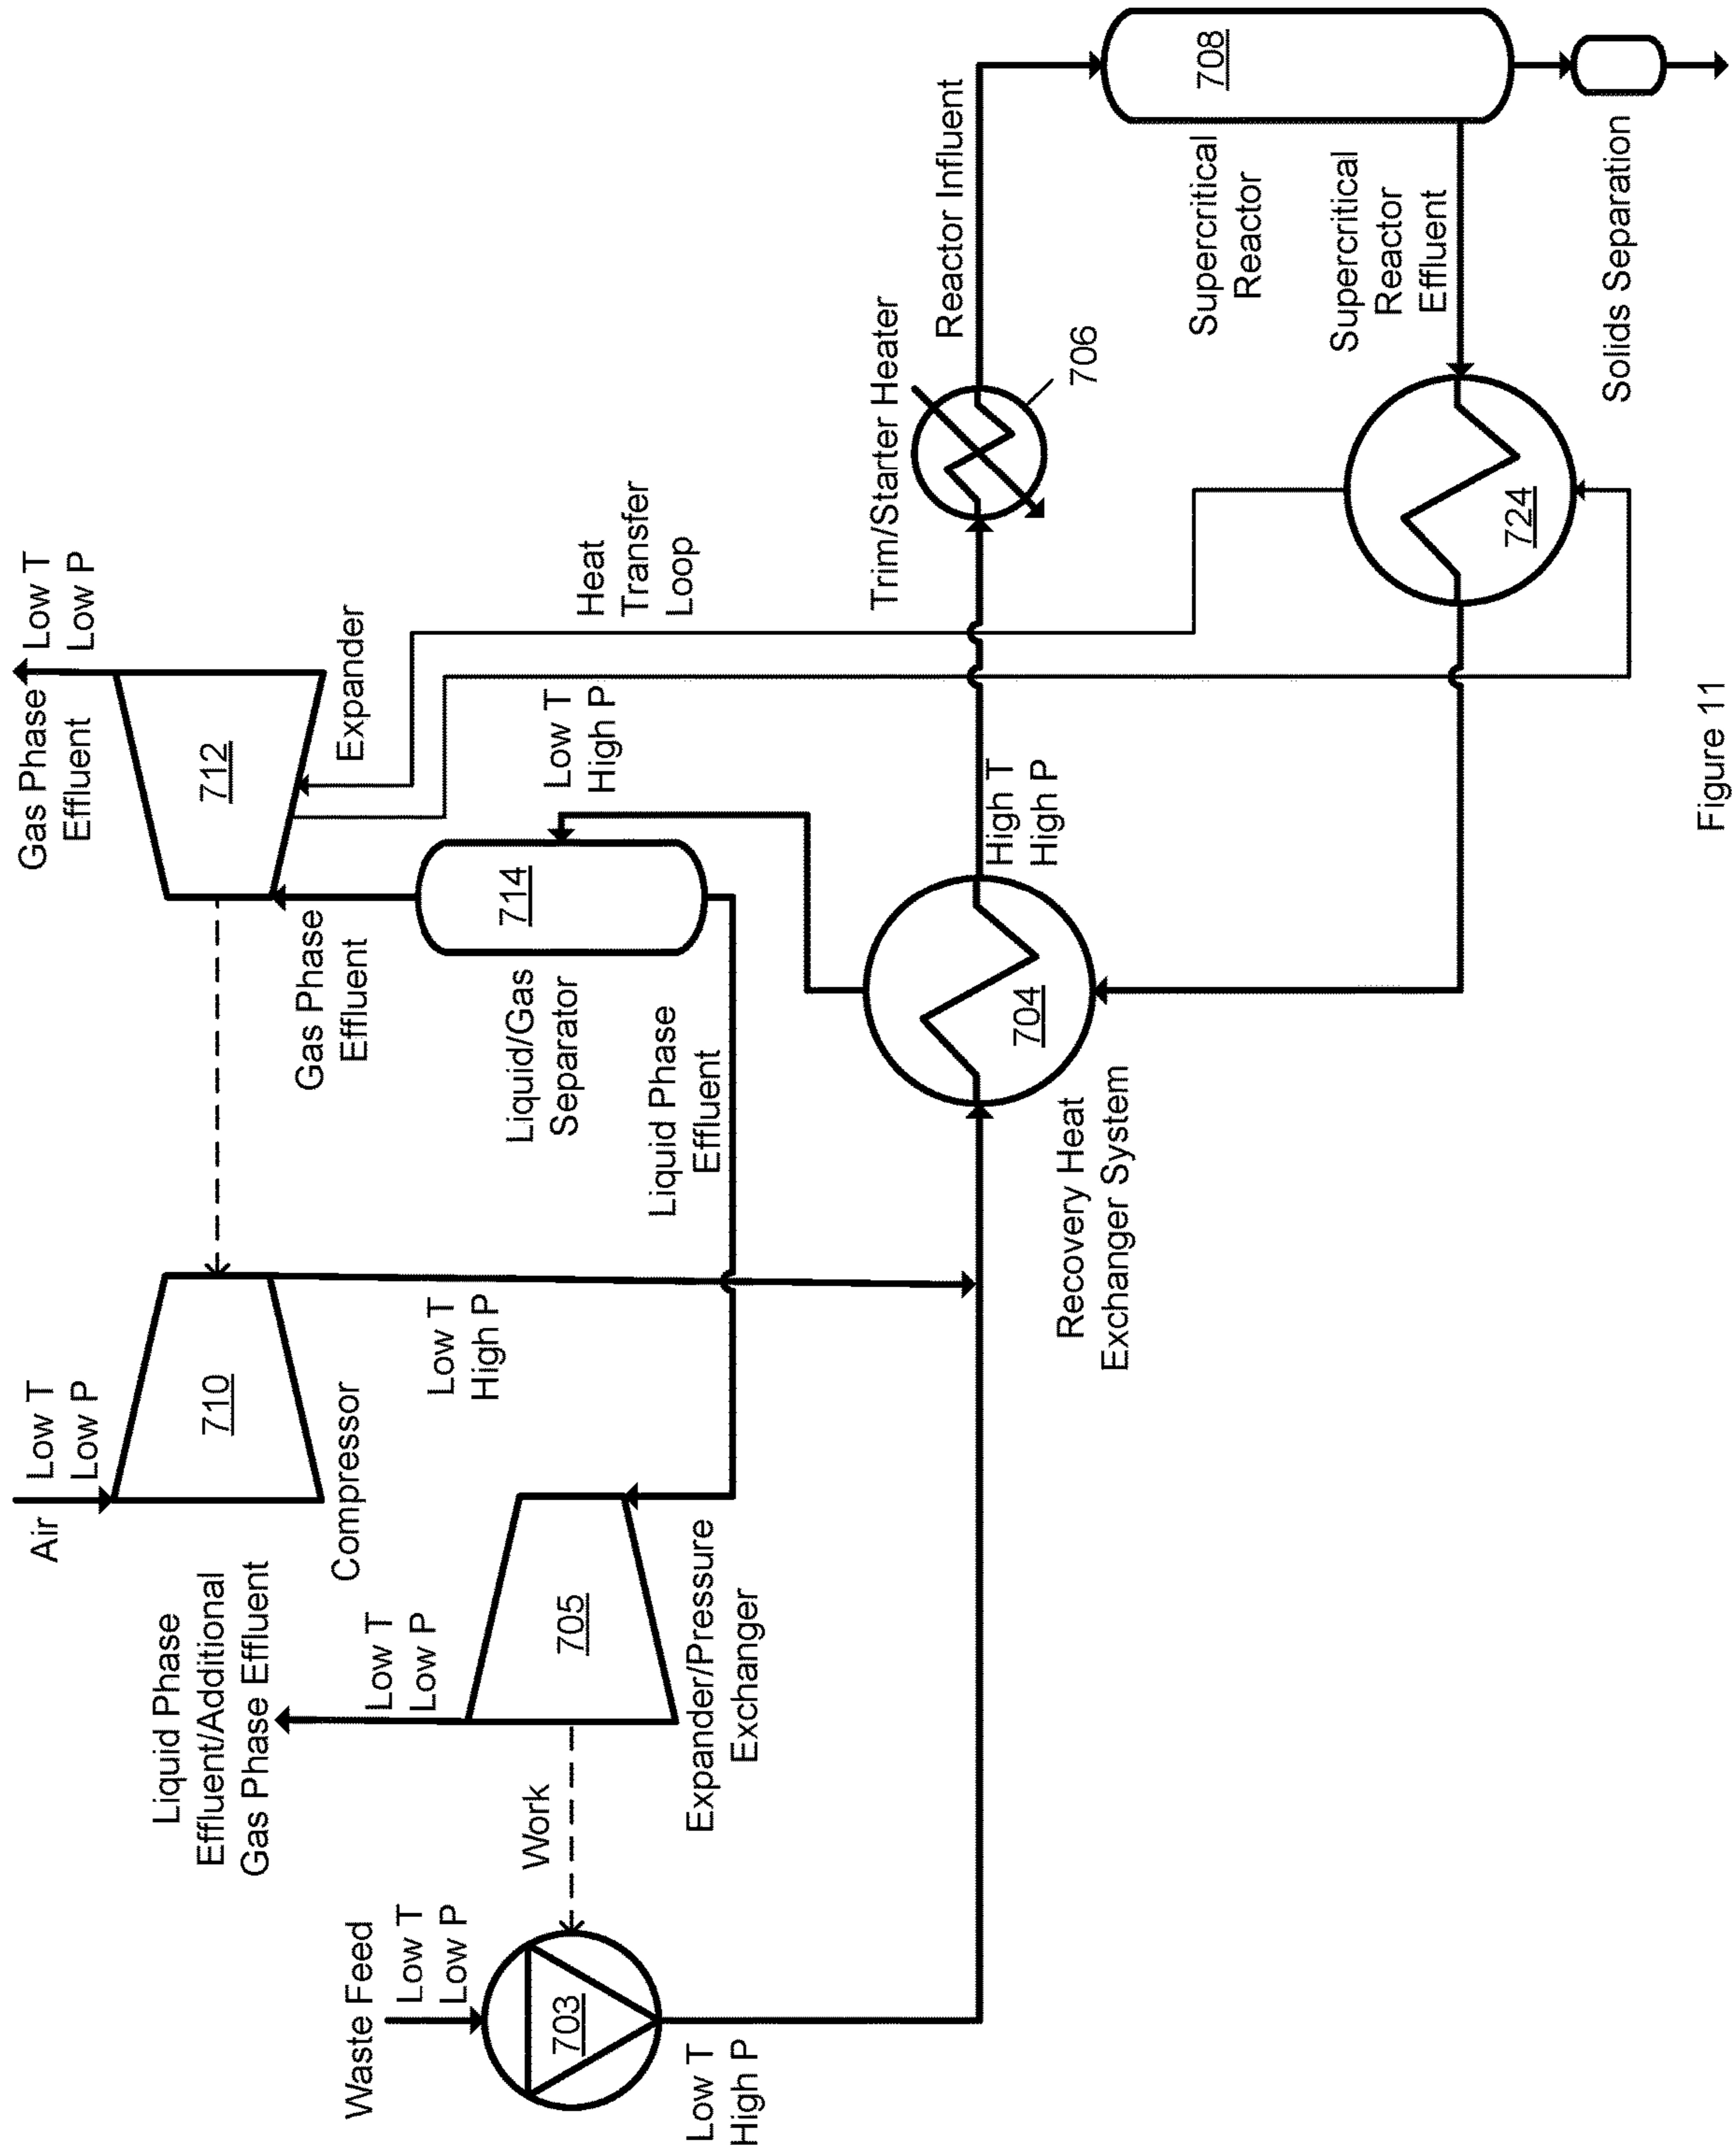 Waste Feed
Low T
Low P
703
Low T
High P
Work
Liquid Phase
Effluent/Additional
Gas Phase Effluent
Low T
Low P
705
Expander/Pressure
Exchanger
Air
Low T
Low P
710
Compressor
Low T
High P
Gas Phase
Effluent
Low T
Low P
712
Expander
Gas Phase
Effluent
Liquid/Gas
Separator
714
Liquid Phase
Effluent
Low T
High P
Heat
Transfer
Loop
704
Recovery Heat
Exchanger System
High T
High P
Trim/Starter Heater
706
Reactor Influent
708
Supercritical
Reactor
Supercritical
Reactor
Effluent
724
Solids Separation
Figure 11